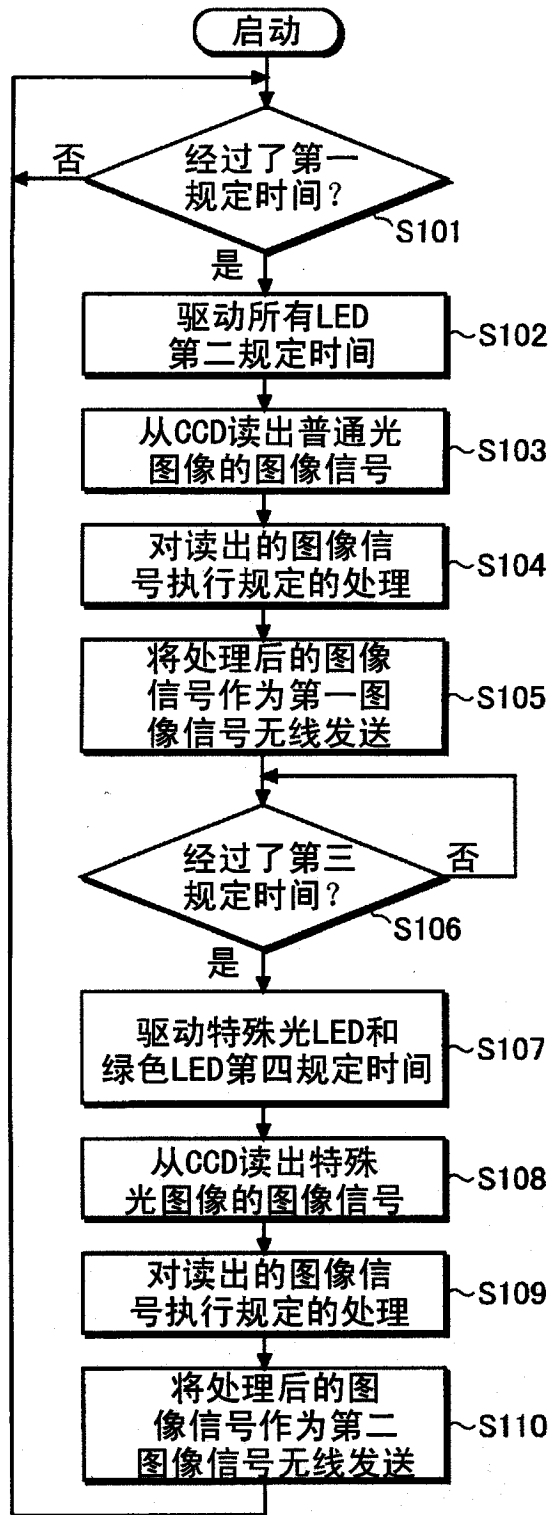 启动
经过了第一
规定时间?
否
S101
是
驱动所有LED
第二规定时间
S102
从CCD读出普通光
图像的图像信号
S103
对读出的图像信
号执行规定的处理
S104
将处理后的图像
信号作为第一图
像信号无线发送
S105
经过了第三
规定时间?
否
S106
是
驱动特殊光LED和
绿色LED第四规定时间
S107
从CCD读出特殊
光图像的图像信号
S108
对读出的图像信
号执行规定的处理
S109
将处理后的图
像信号作为第二
图像信号无线发送
S110